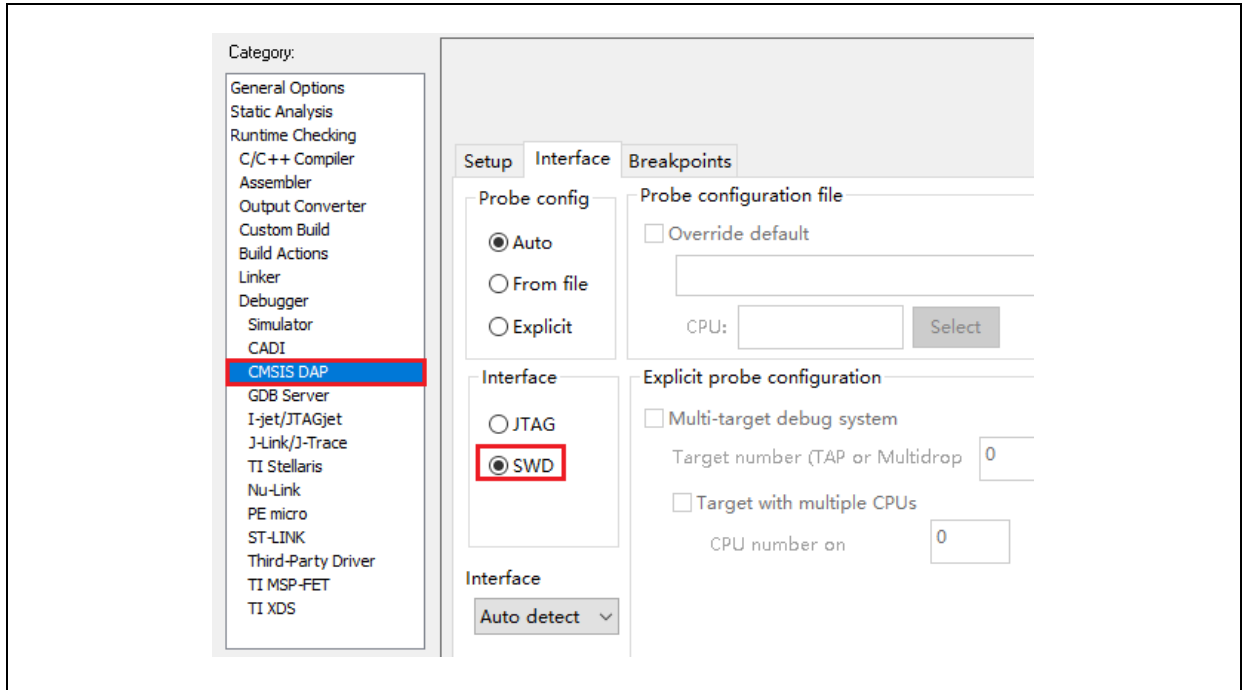 Category:
General Options
Static Analysis
Runtime Checking
C/C++ Compiler
Assembler
Output Converter
Custom Build
Build Actions
Linker
Debugger
Simulator
CADI
CMSIS DAP
GDB Server
I-jet/JTAGjet
J-Link/J-Trace
TI Stellaris
Nu-Link
PE micro
ST-LINK
Third-Party Driver
TI MSP-FET
TI XDS
Setup Interface Breakpoints
Probe config
Auto
From file
Explicit
Probe configuration file
Override default
CPU: Select
Interface
JTAG
SWD
Explicit probe configuration
Multi-target debug system
Target number (TAP or Multidrop 0
Target with multiple CPUs
CPU number on 0
Interface
Auto detect